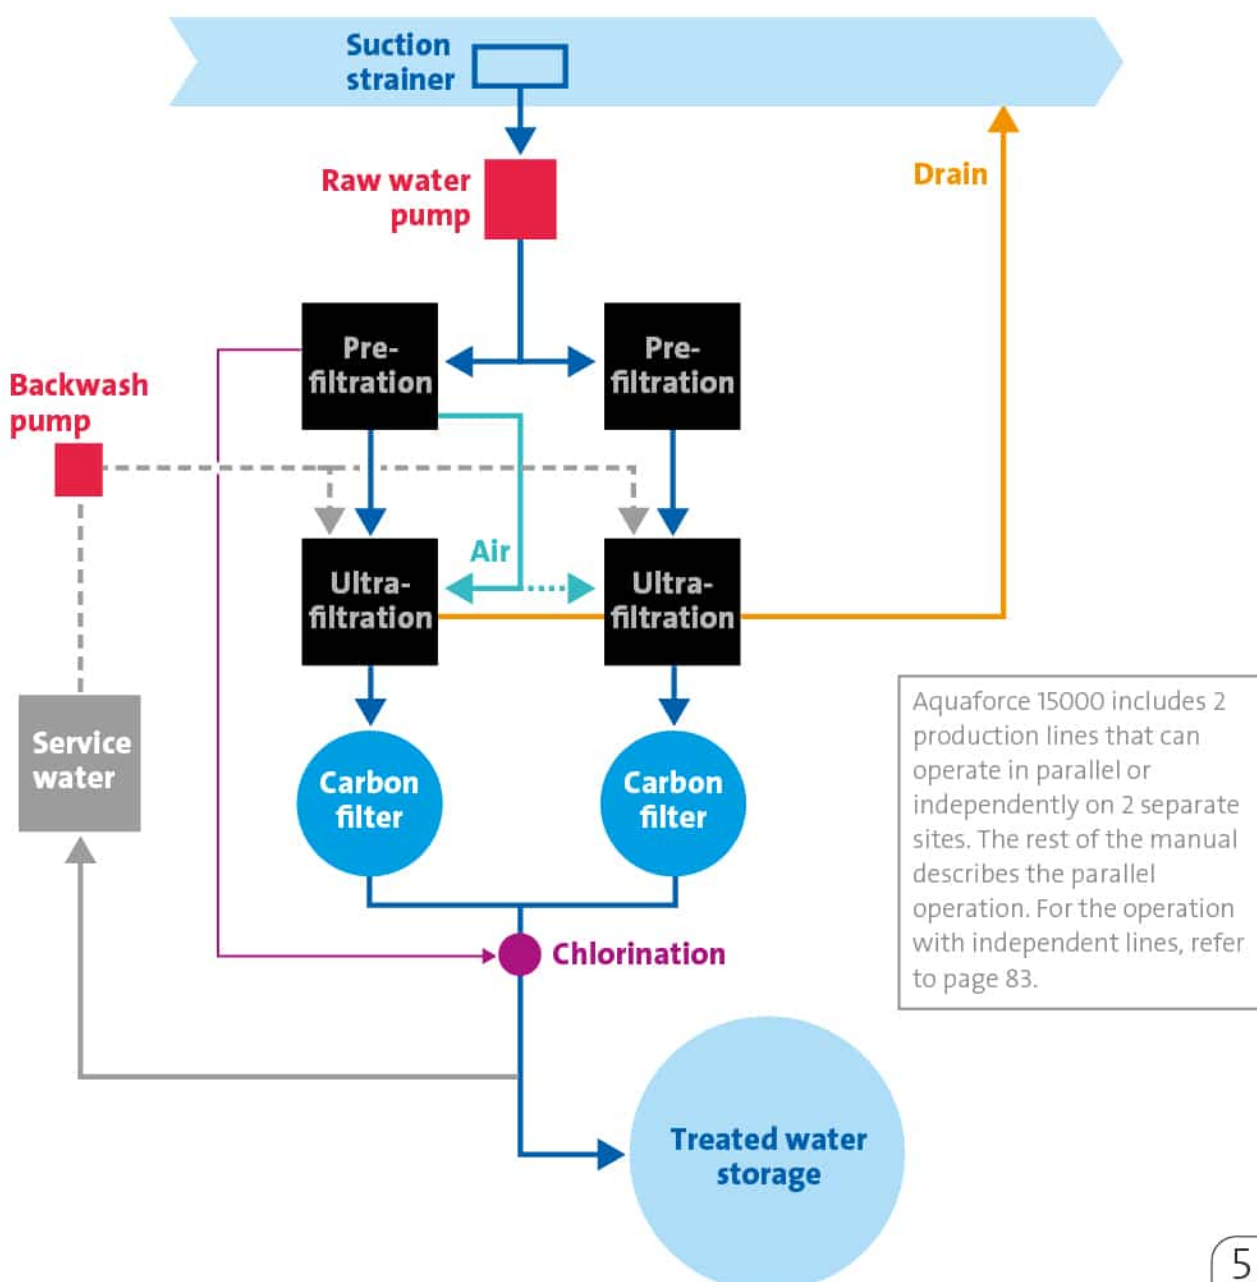 Suction
strainer
Raw water
pump
Drain
Pre-
filtration
Pre-
filtration
Backwash
pump
Air
Ultra-
filtration
Ultra-
filtration
Service
water
Carbon
filter
Carbon
filter
Aquaforce 15000 includes 2
production lines that can
operate in parallel or
independently on 2 separate
sites. The rest of the manual
describes the parallel
operation. For the operation
with independent lines, refer
to page 83.
Chlorination
Treated water
storage
5